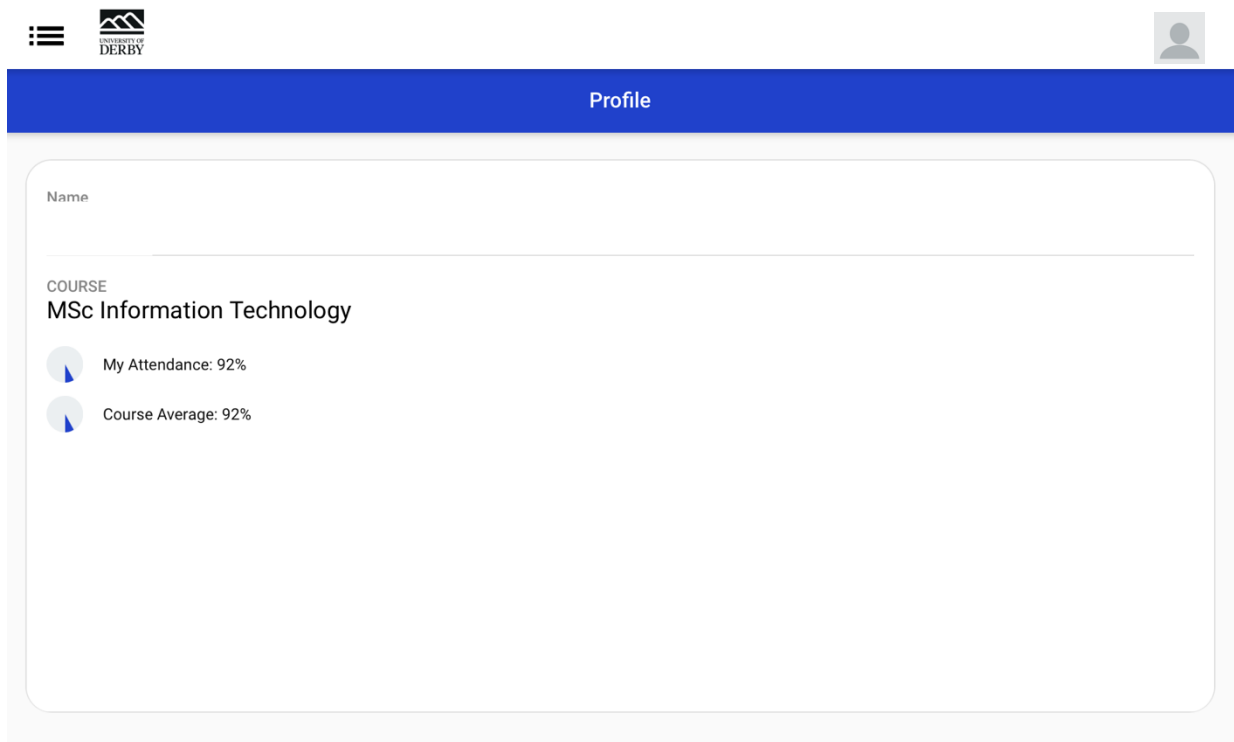 UNIVERSITY OF
DERBY
Profile
Name
COURSE
MSc Information Technology
My Attendance: 92%
Course Average: 92%